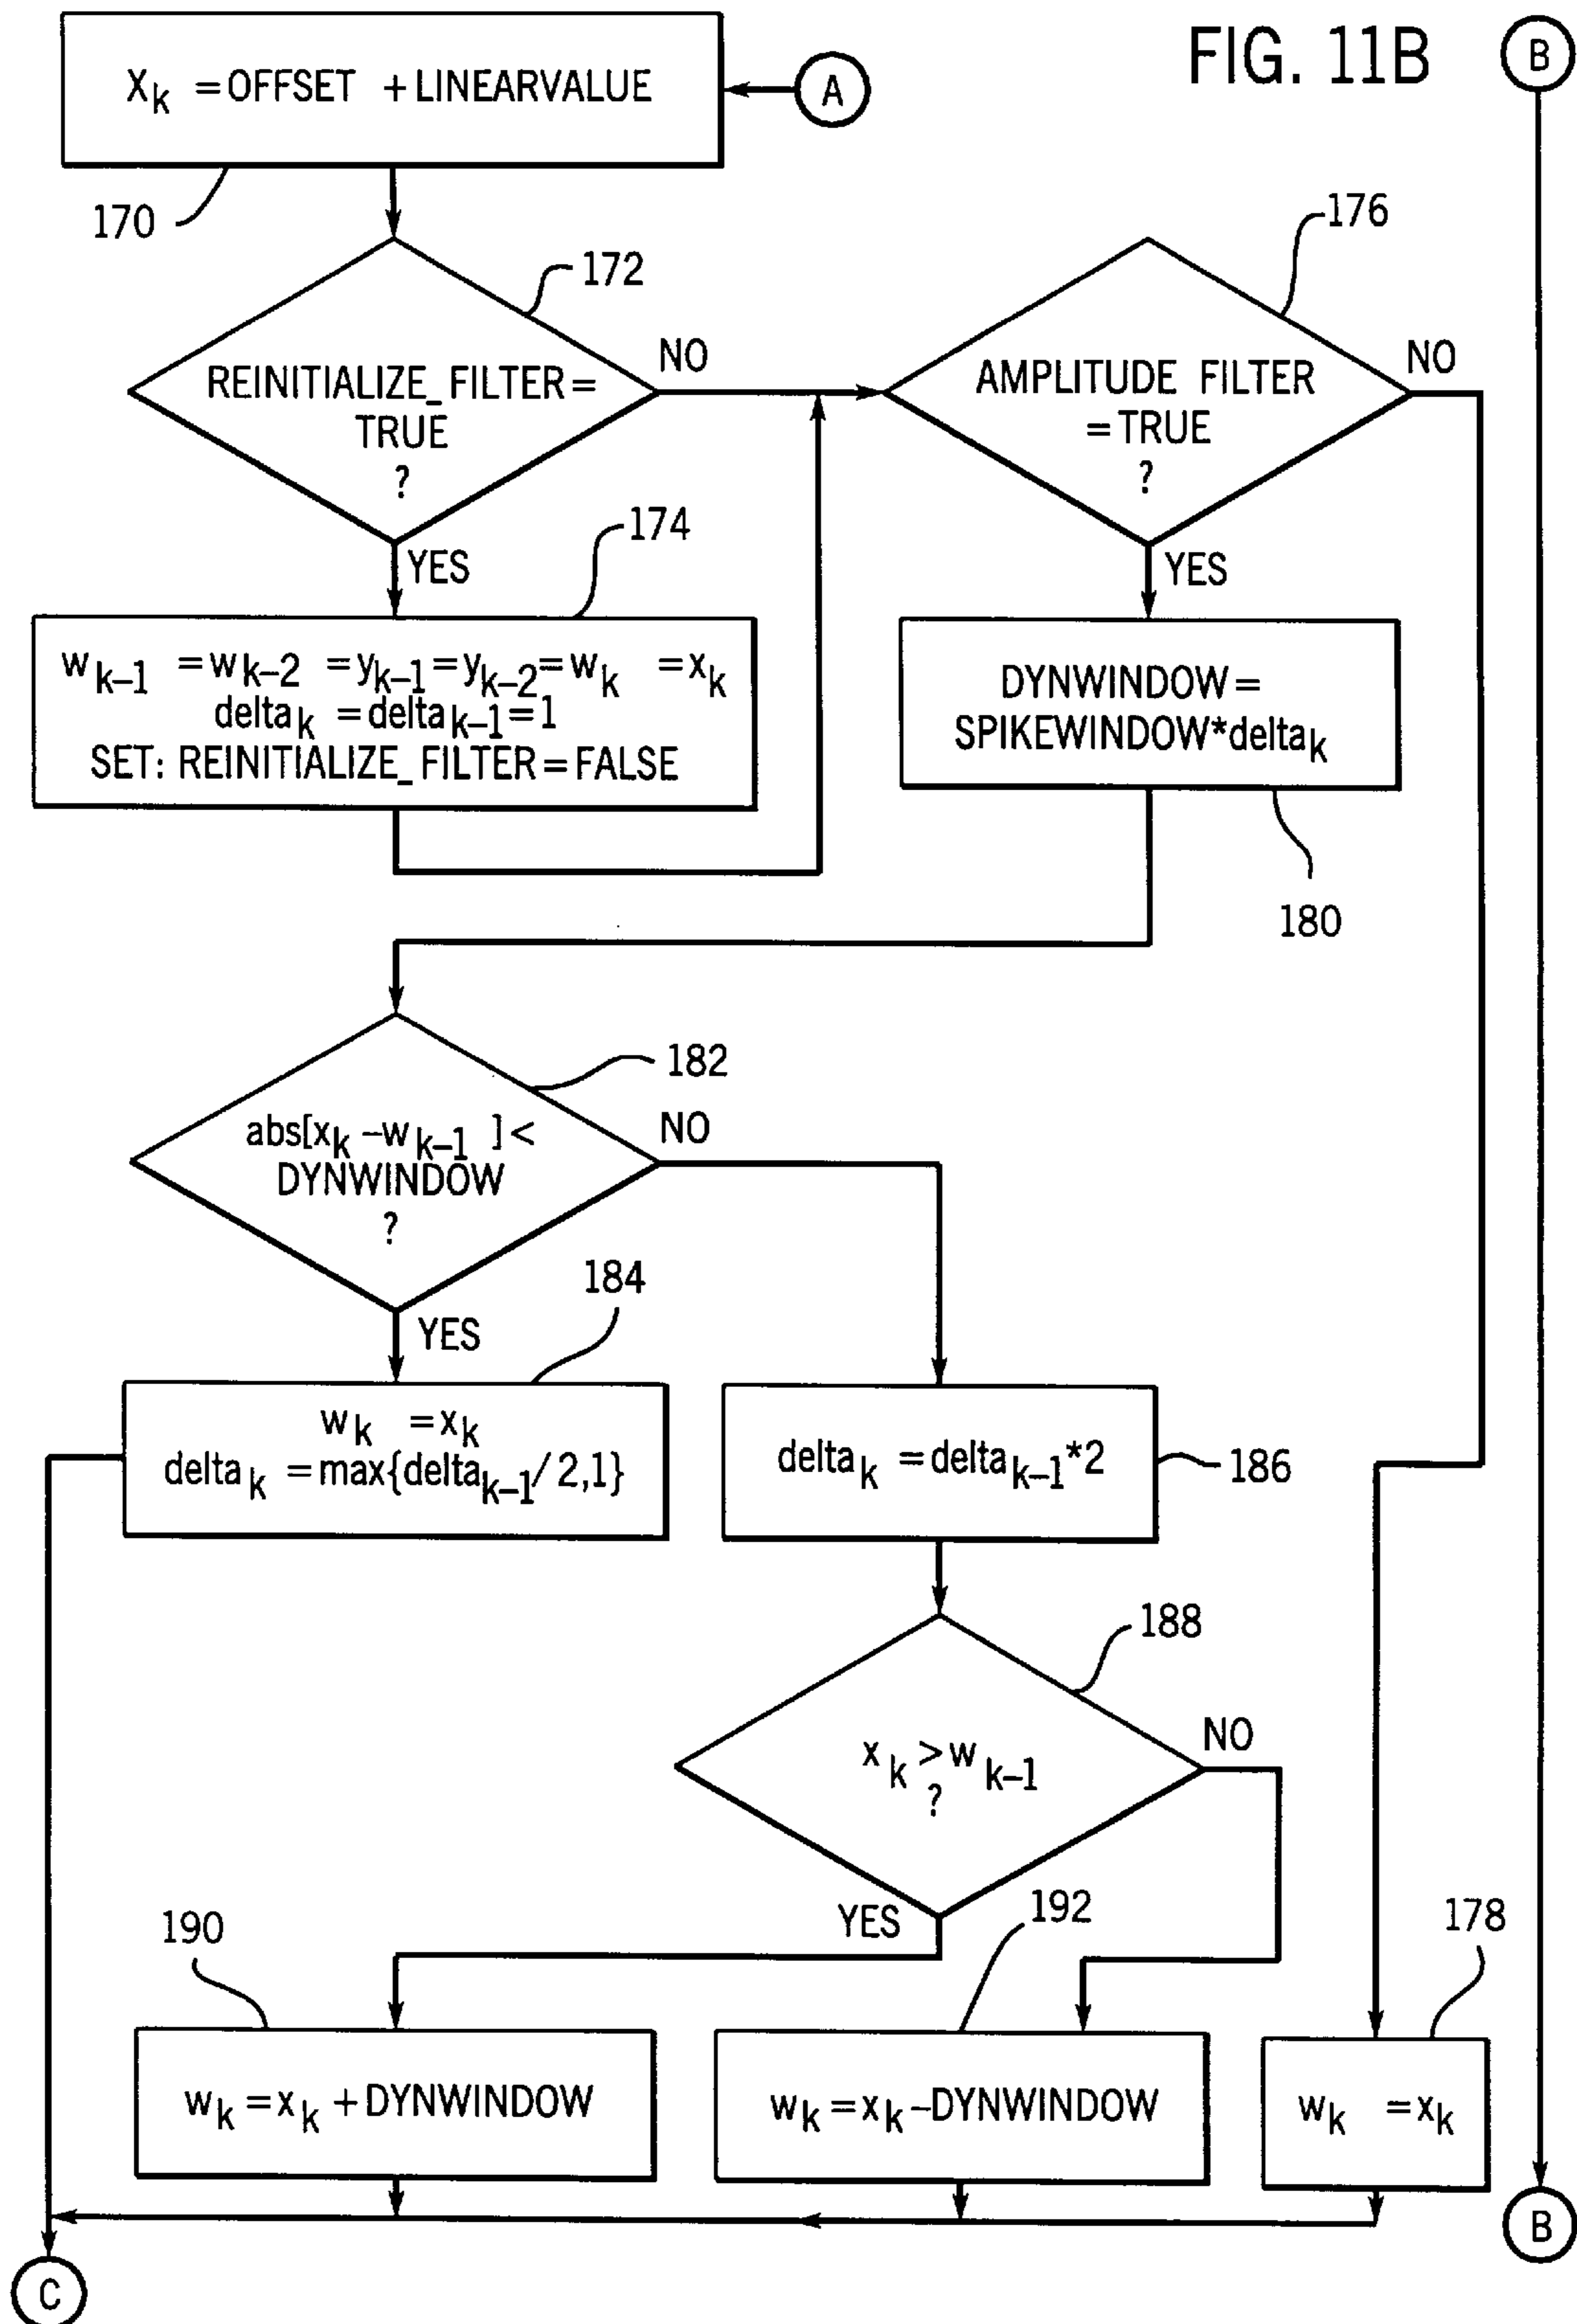 FIG. 11B
B
X_k = OFFSET + LINEARVALUE
A
170
172
REINITIALIZE_FILTER =
TRUE
?
NO
YES
176
AMPLITUDE FILTER
= TRUE
?
NO
YES
174
w_k-1 = w_k-2 = y_k-1 = y_k-2 = w_k = x_k
delta_k = delta_k-1 = 1
SET: REINITIALIZE_FILTER = FALSE
DYNWINDOW =
SPIKEWINDOW*delta_k
180
182
abs[x_k - w_k-1 ] <
DYNWINDOW
?
NO
YES
184
w_k = x_k
delta_k = max{delta_k-1/2,1}
delta_k = delta_k-1*2
186
188
x_k > w_k-1
?
NO
YES
190
192
178
w_k = x_k + DYNWINDOW
w_k = x_k - DYNWINDOW
w_k = x_k
B
C